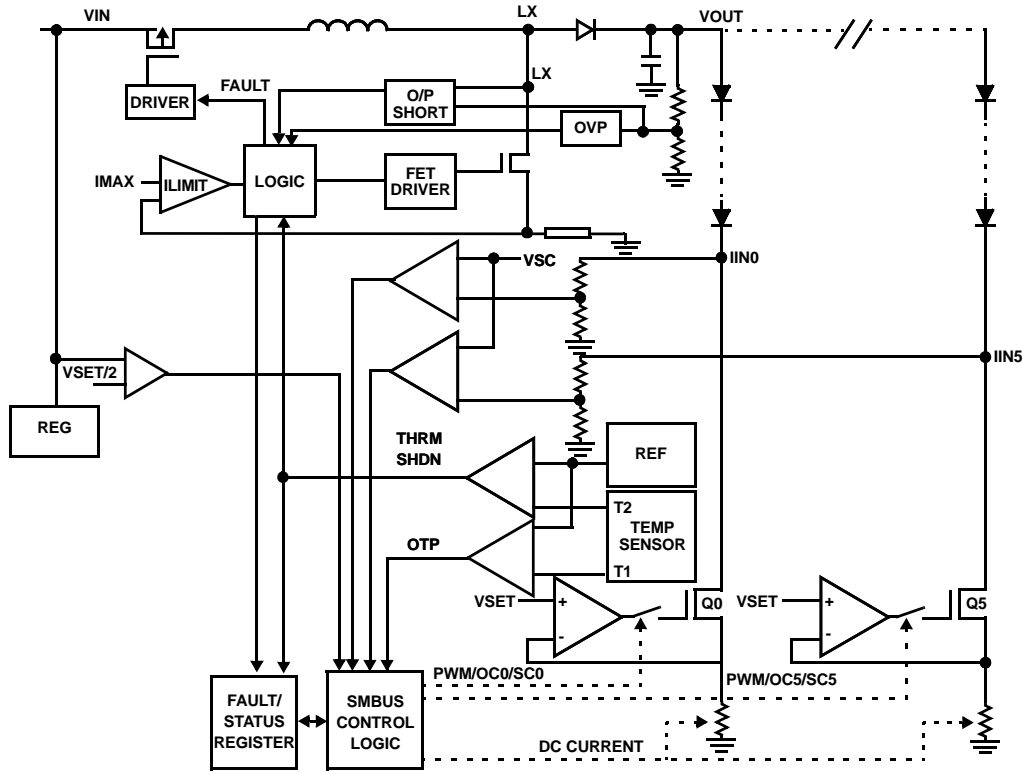 VIN
LX
VOUT
LX
FAULT
DRIVER
O/P
SHORT
OVP
IMAX
ILIMIT
LOGIC
FET
DRIVER
VSC
IIN0
IIN5
VSET/2
REG
THRM
SHDN
REF
T2
TEMP
SENSOR
T1
OTP
VSET
+
-
Q0
VSET
+
-
Q5
PWM/OC0/SC0
PWM/OC5/SC5
FAULT/
STATUS
REGISTER
SMBUS
CONTROL
LOGIC
DC CURRENT